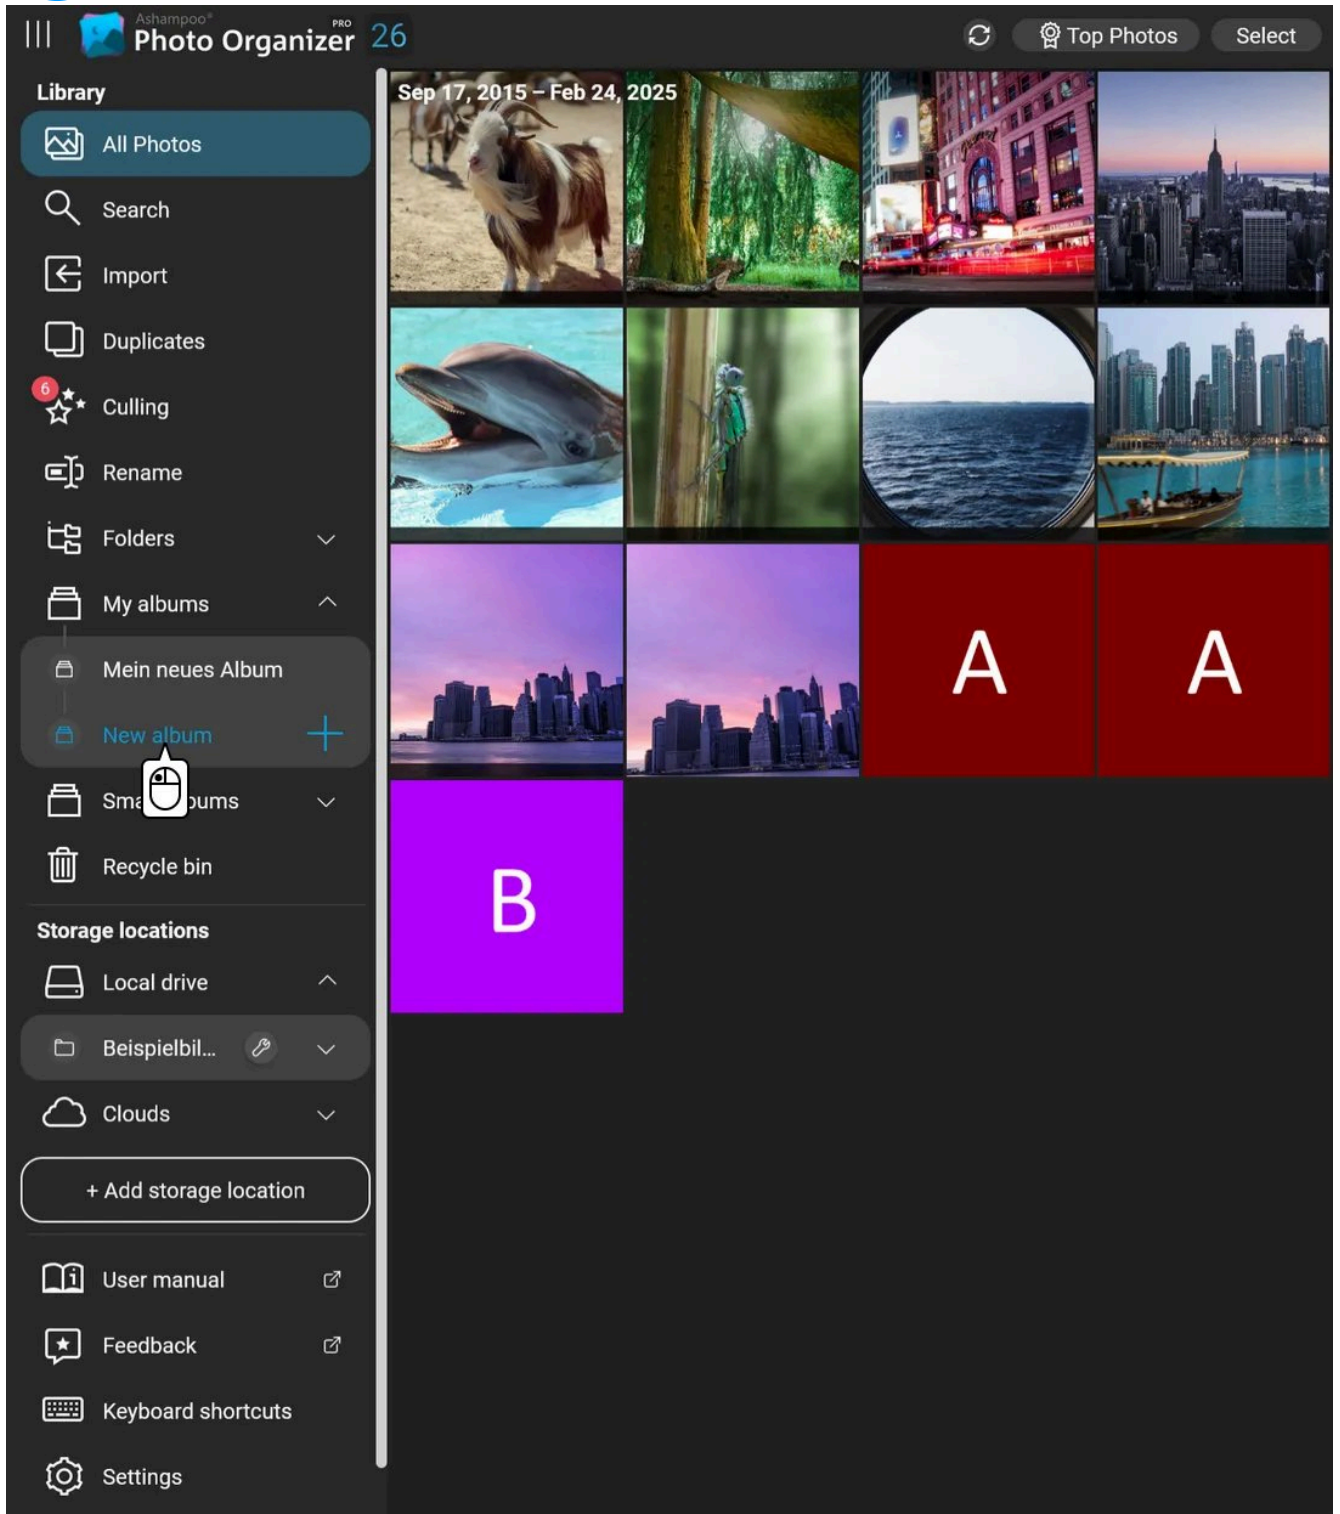 Ashampoo®
Photo Organizer PRO 26
Top Photos
Select
Library
All Photos
Search
Import
Duplicates
6
Culling
Rename
Folders
My albums
Mein neues Album
New album
Recycle bin
Storage locations
Local drive
Beispielbil...
Clouds
+ Add storage location
User manual
Feedback
Keyboard shortcuts
Settings
Sep 17, 2015 – Feb 24, 2025
A
A
B